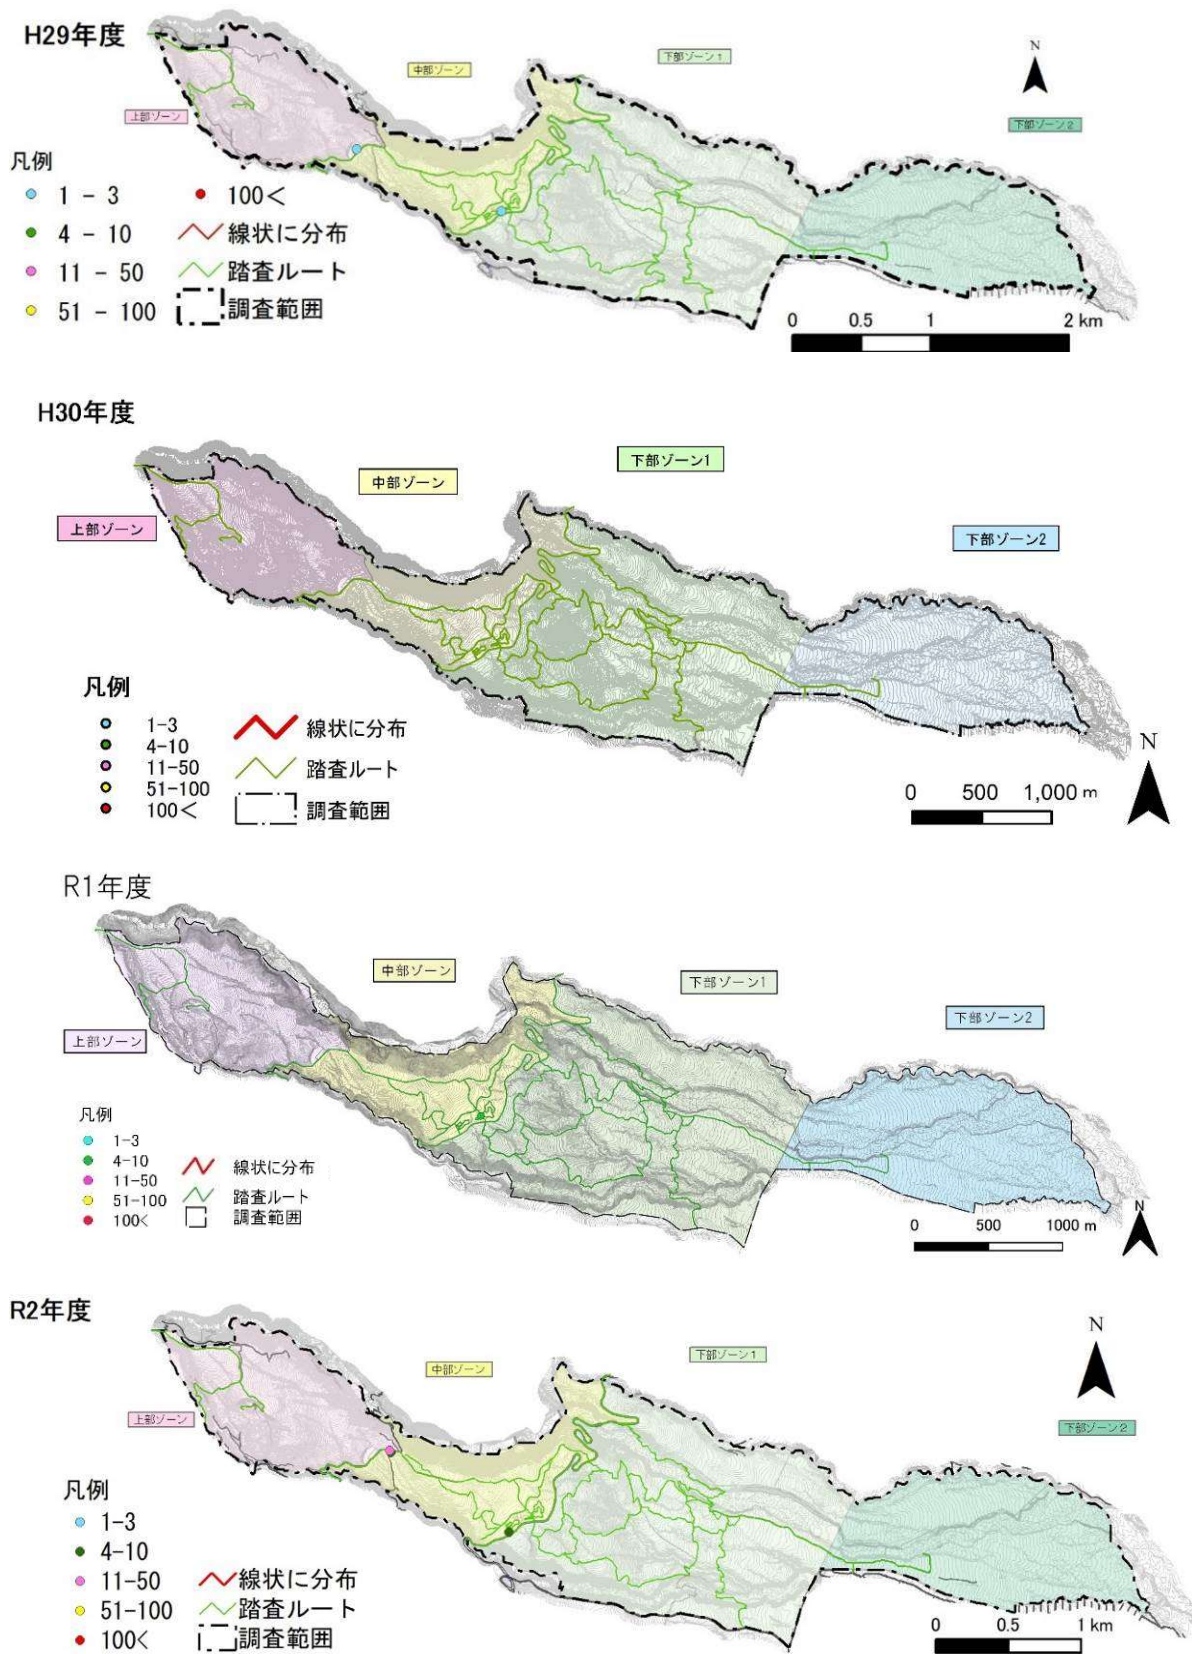 H29年度
下部ゾーン1
中部ゾーン
N
上部ゾーン
下部ゾーン2
凡例
1 - 3
100<
4 - 10
線状に分布
11 - 50
踏査ルート
51 - 100
調査範囲
0 0.5 1 2 km
H30年度
下部ゾーン1
中部ゾーン
上部ゾーン
下部ゾーン2
凡例
1-3
線状に分布
4-10
11-50
踏査ルート
51-100
100<
調査範囲
N
0 500 1,000 m
R1年度
中部ゾーン
下部ゾーン1
下部ゾーン2
上部ゾーン
凡例
1-3
4-10
線状に分布
11-50
踏査ルート
51-100
調査範囲
100<
N
0 500 1000 m
R2年度
N
下部ゾーン1
中部ゾーン
上部ゾーン
下部ゾーン2
凡例
1-3
4-10
11-50
線状に分布
51-100
踏査ルート
100<
調査範囲
0 0.5 1 km